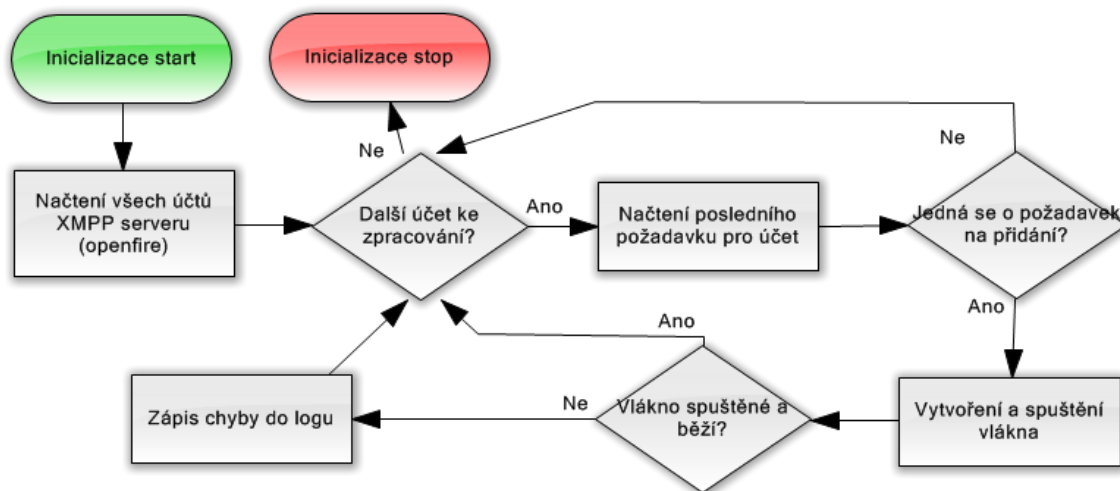 Inicializace start
Inicializace stop
Ne
Ne
Načtení všech účtů
XMPP serveru
(openfire)
Další účet ke
zpracování?
Ano
Načtení posledního
požadavku pro účet
Jedná se o požadavek
na přidání?
Ano
Ano
Zápis chyby do logu
Ne
Vlákno spuštěné a
běží?
Vytvoření a spuštění
vlákna